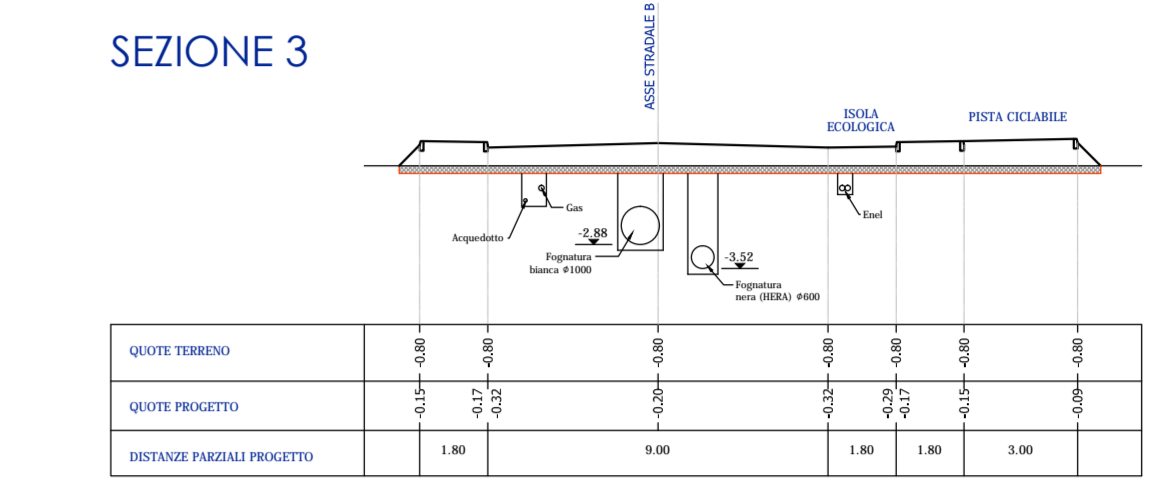 SEZIONE 3
ASSE STRADALE B
ISOLA
ECOLOGICA
PISTA CICLABILE
Gas
Acquedotto
Enel
-2.88
Fognatura
bianca Ø1000
-3.52
Fognatura
nera (HERA) Ø600
QUOTE TERRENO
-0.80 -0.80 -0.80 -0.80 -0.80 -0.80 -0.80
QUOTE PROGETTO
-0.15 -0.17 -0.32 -0.20 -0.32 -0.29 -0.17 -0.15 -0.09
DISTANZE PARZIALI PROGETTO
1.80 9.00 1.80 1.80 3.00